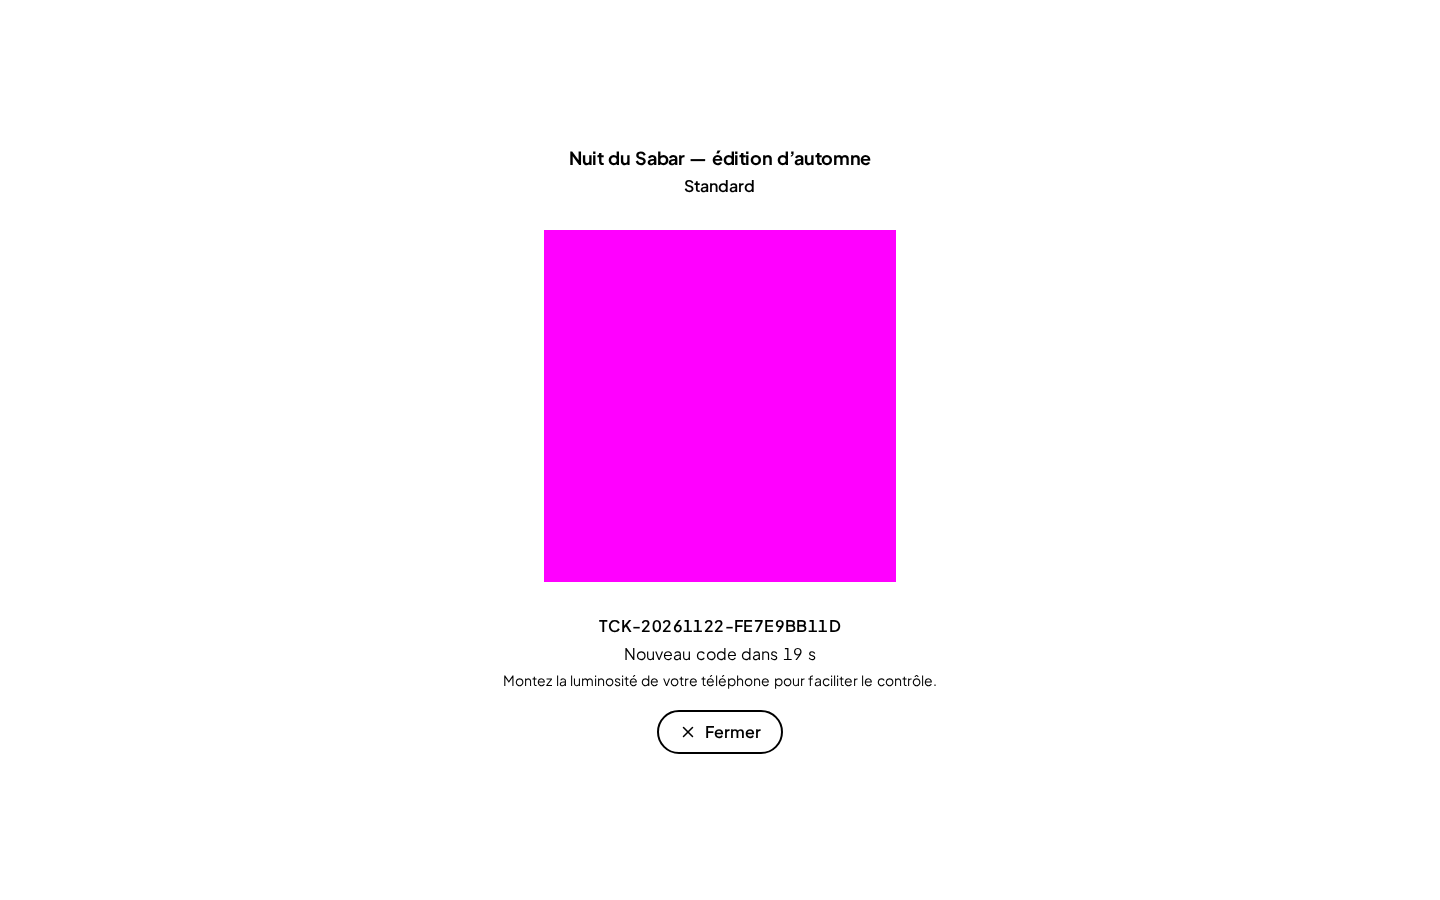 Nuit du Sabar — édition d’automne
Standard
TCK-20261122-FE7E9BB11D
Nouveau code dans 19 s
Montez la luminosité de votre téléphone pour faciliter le contrôle.
Fermer